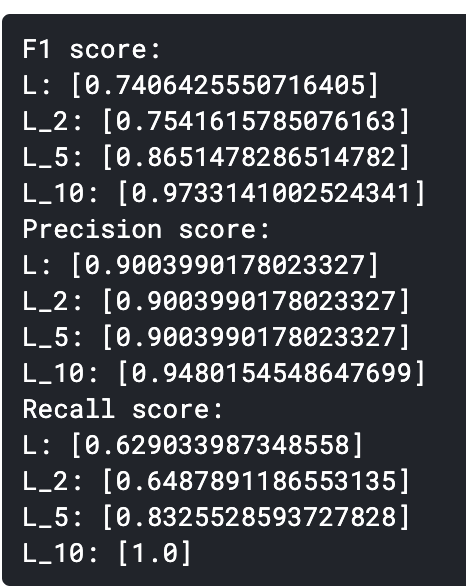 F1 score:
L: [0.7406425550716405]
L_2: [0.7541615785076163]
L_5: [0.8651478286514782]
L_10: [0.9733141002524341]
Precision score:
L: [0.9003990178023327]
L_2: [0.9003990178023327]
L_5: [0.9003990178023327]
L_10: [0.9480154548647699]
Recall score:
L: [0.629033987348558]
L_2: [0.6487891186553135]
L_5: [0.8325528593727828]
L_10: [1.0]